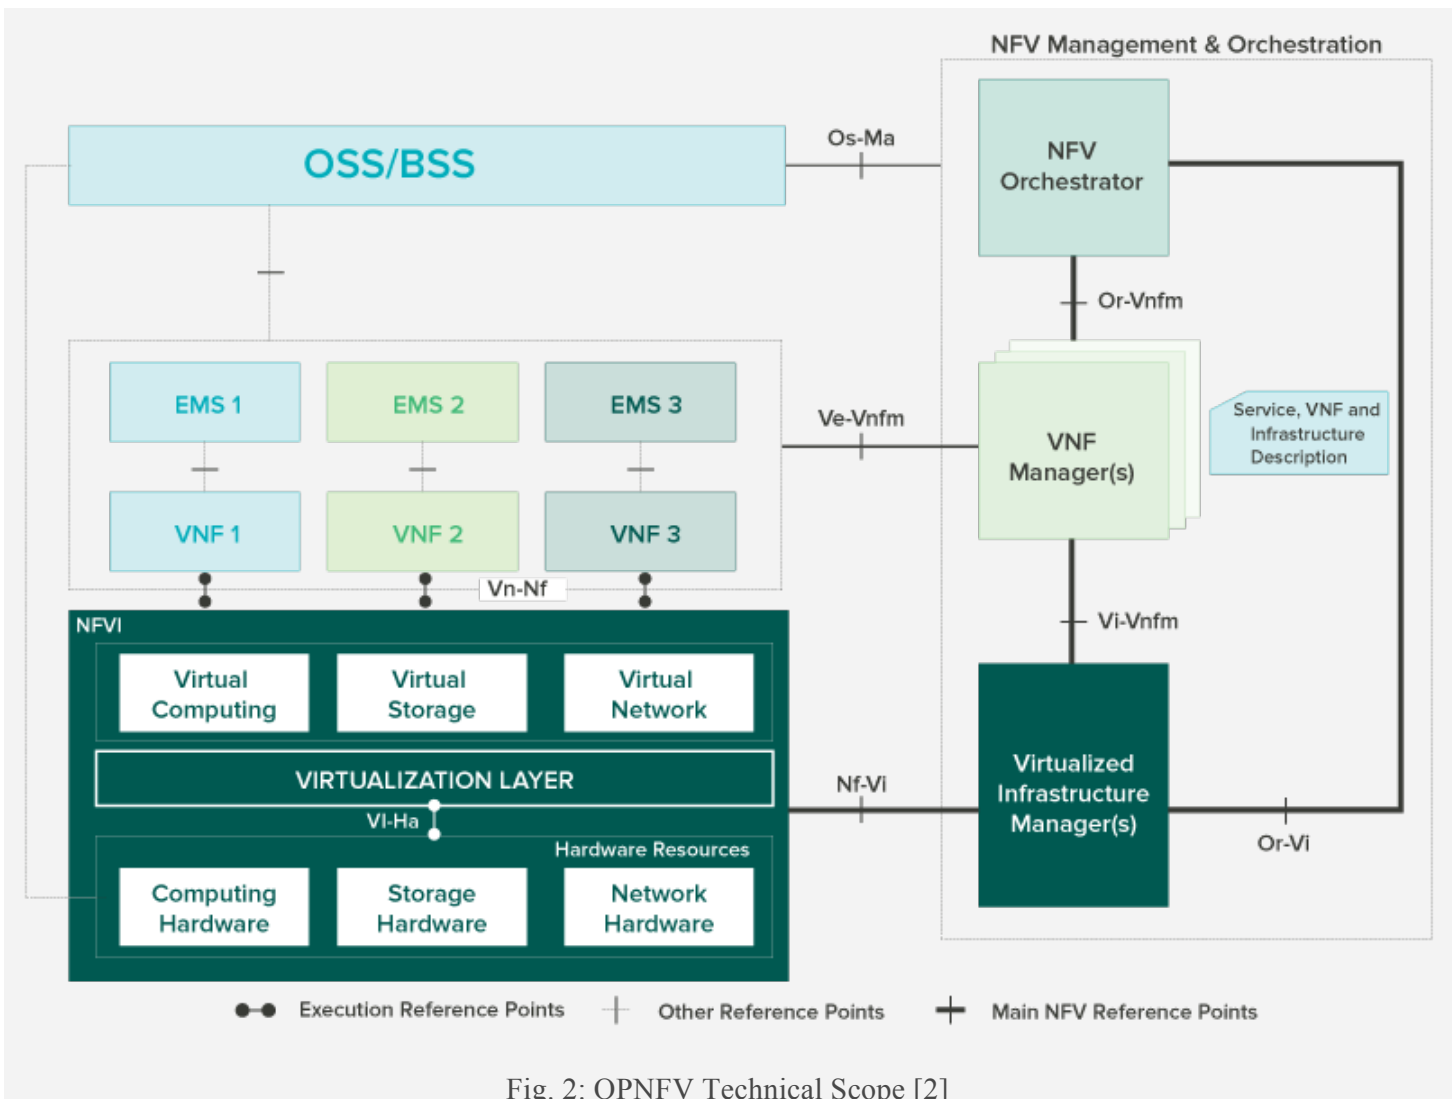 NFV Management & Orchestration
OSS/BSS
Os-Ma
NFV
Orchestrator
Or-Vnfm
EMS 1
EMS 2
EMS 3
Ve-Vnfm
VNF
Manager(s)
Service, VNF and
Infrastructure
Description
VNF 1
VNF 2
VNF 3
Vn-Nf
NFVI
Vi-Vnfm
Virtual
Computing
Virtual
Storage
Virtual
Network
VIRTUALIZATION LAYER
Nf-Vi
Virtualized
Infrastructure
Manager(s)
Or-Vi
VI-Ha
Hardware Resources
Computing
Hardware
Storage
Hardware
Network
Hardware
Execution Reference Points
Other Reference Points
Main NFV Reference Points
Fig. 2: OPNFV Technical Scope [2]